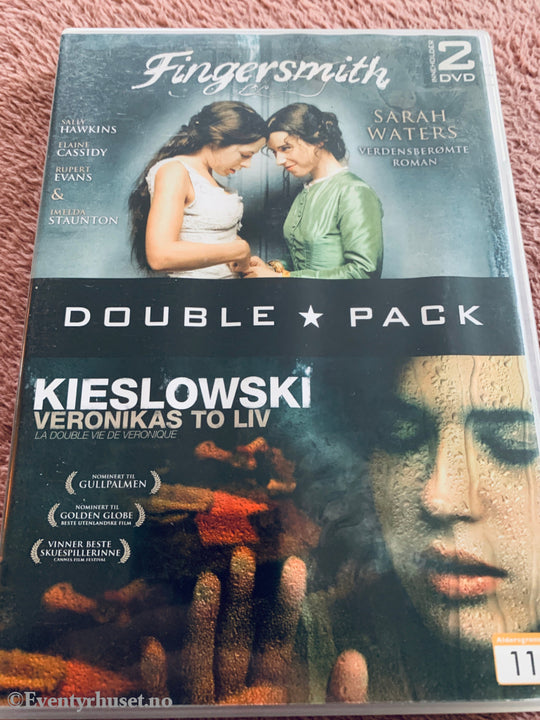 Fingersmith
INNEHOLDER
2
DVD
SALLY
HAWKINS
ELAINE
CASSIDY
RUPERT
EVANS
&
IMELDA
STAUNTON
SARAH
WATERS
VERDENSBERØMTE
ROMAN
DOUBLE ★ PACK
KIESLOWSKI
VERONIKAS TO LIV
LA DOUBLE VIE DE VERONIQUE
NOMINERT TIL
GULLPALMEN
NOMINERT TIL
GOLDEN GLOBE
BESTE UTENLANDSKE FILM
VINNER BESTE
SKUESPILLERINNE
CANNES FILM FESTIVAL
11
©Eventyrhuset.no